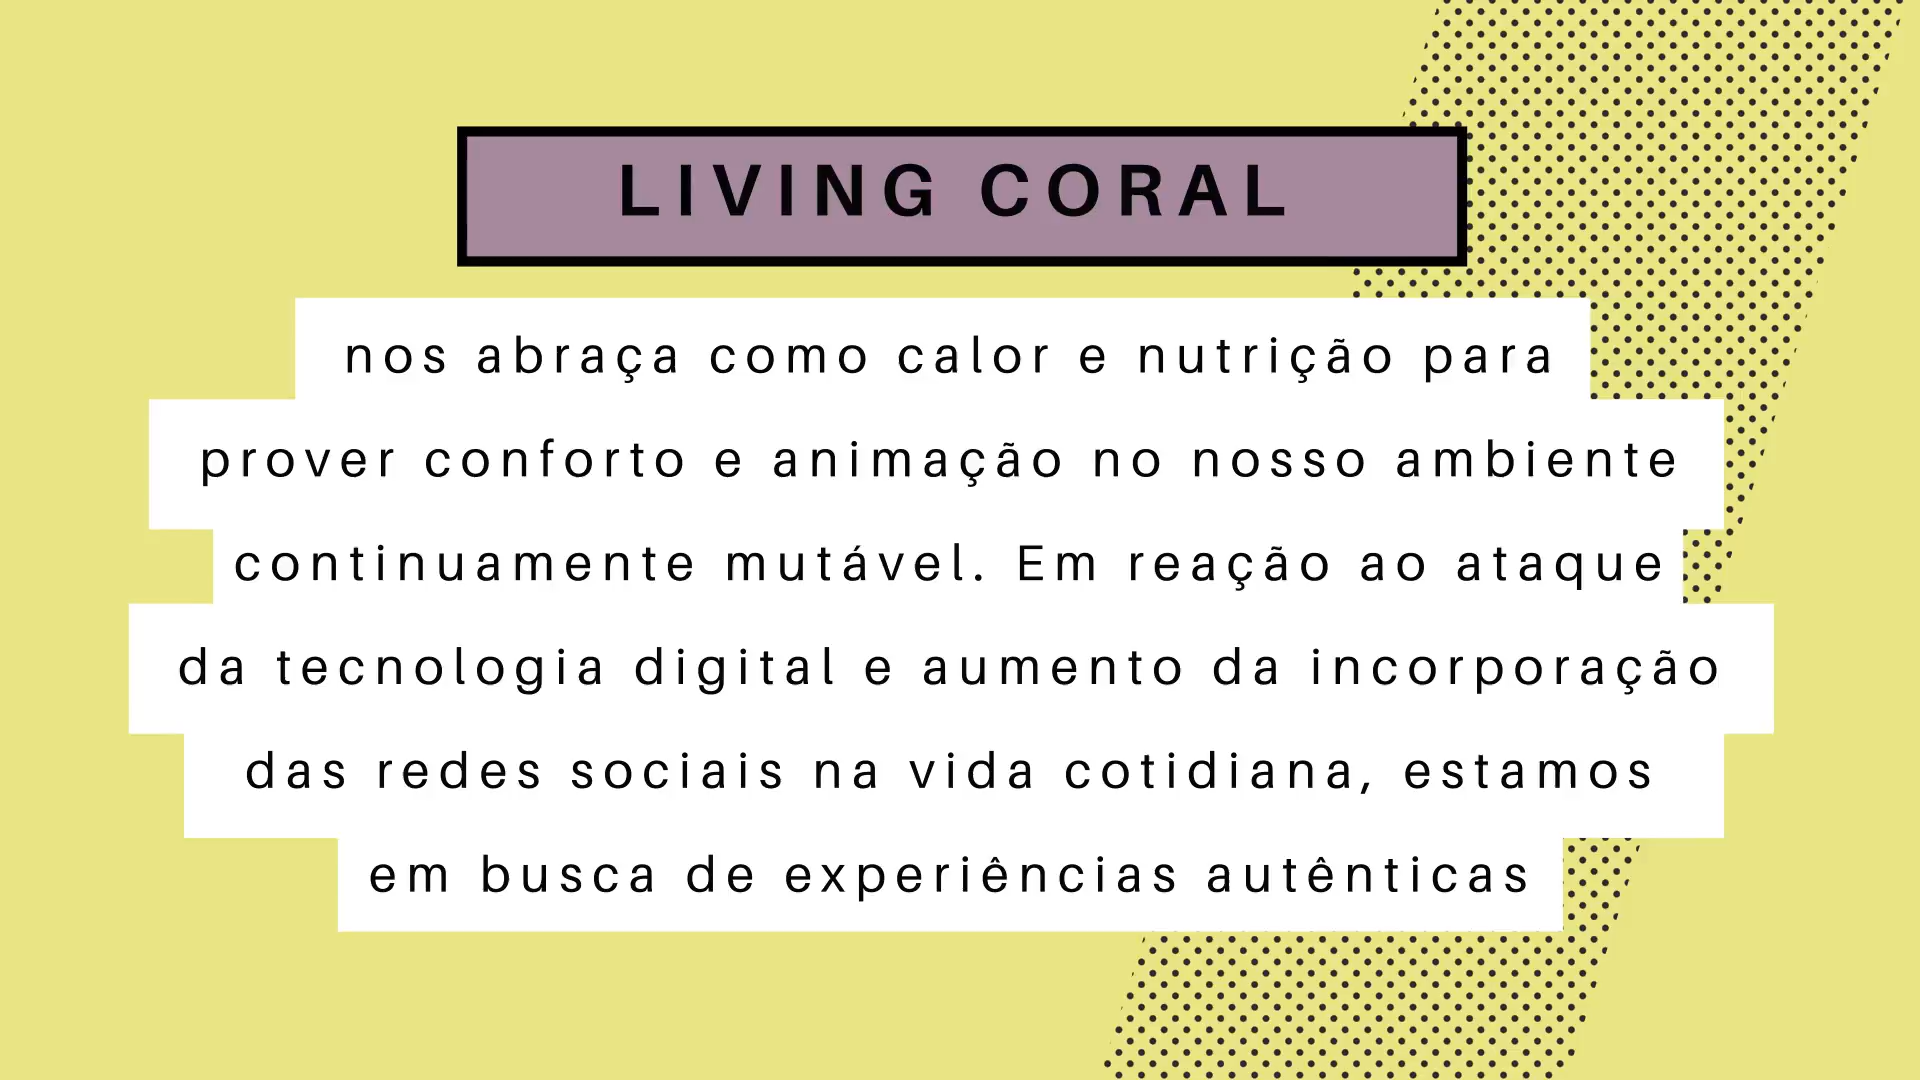 LIVING CORAL
nos abraça como calor e nutrição para
prover conforto e animação no nosso ambiente
continuamente mutável. Em reação ao ataque
da tecnologia digital e aumento da incorporação
das redes sociais na vida cotidiana, estamos
em busca de experiências autênticas